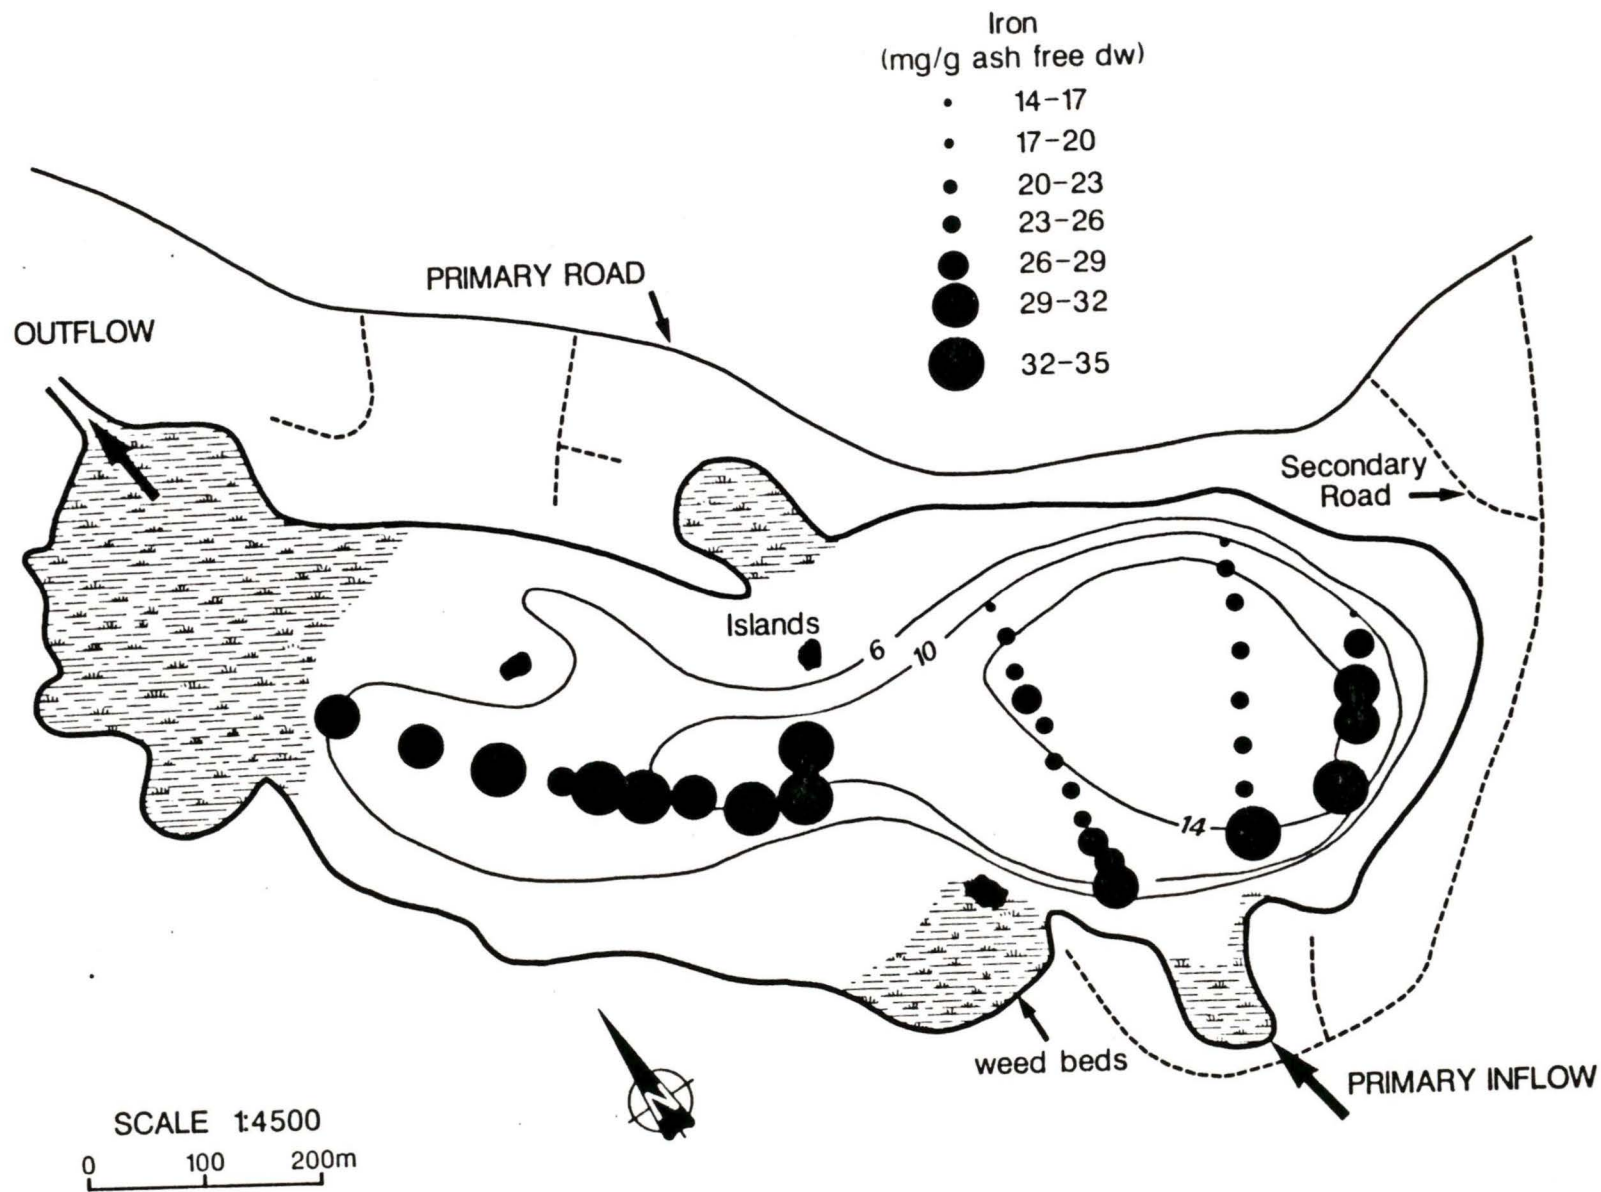 Iron
(mg/g ash free dw)
14-17
17-20
20-23
23-26
26-29
29-32
32-35
PRIMARY ROAD
OUTFLOW
Secondary
Road
Islands
6
10
14
weed beds
PRIMARY INFLOW
N
SCALE 1:4500
0 100 200m